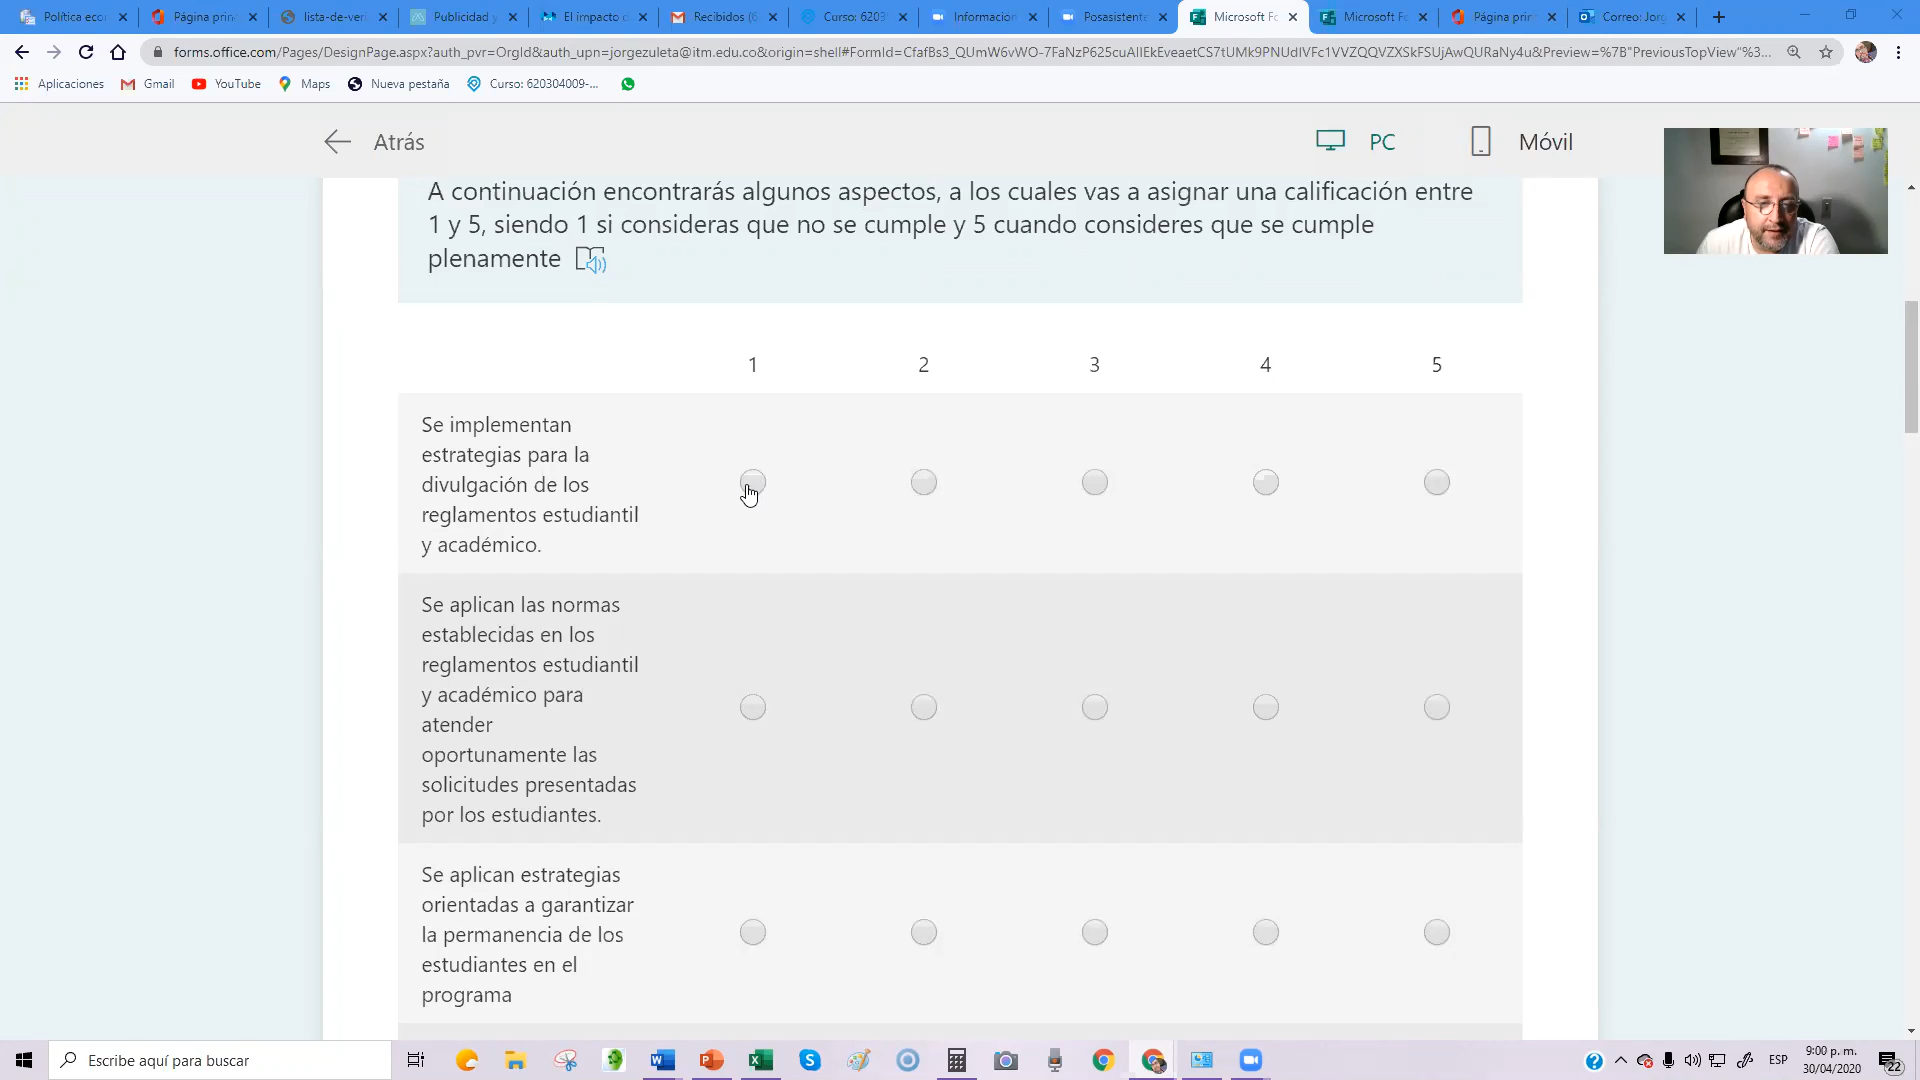 Política eco
Página prin
lista-de-ver
Publicidad y
El impacto d
Recibidos (6
Curso: 6203
Informacion
Posasistente
Microsoft Fo
Microsoft Fo
Página prin
Correo: Jorg
forms.office.com/Pages/DesignPage.aspx?auth_pvr=OrgId&auth_upn=jorgezuleta@itm.edu.co&origin=shell#FormId=CfafBs3_QUmW6vWO-7FaNzP625cuAIIEkEveaetCS7tUMk9PNUdIVFc1VVZQQVZXSkFSUjAwQURaNy4u&Preview=%7B"PreviousTopView"%3...
Aplicaciones
Gmail
YouTube
Maps
Nueva pestaña
Curso: 620304009-...
Atrás
PC
Móvil
A continuación encontrarás algunos aspectos, a los cuales vas a asignar una calificación entre
1 y 5, siendo 1 si consideras que no se cumple y 5 cuando consideres que se cumple
plenamente
1 2 3 4 5
Se implementan
estrategias para la
divulgación de los
reglamentos estudiantil
y académico.
Se aplican las normas
establecidas en los
reglamentos estudiantil
y académico para
atender
oportunamente las
solicitudes presentadas
por los estudiantes.
Se aplican estrategias
orientadas a garantizar
la permanencia de los
estudiantes en el
programa
Escribe aquí para buscar
ESP
9:00 p. m.
30/04/2020
22